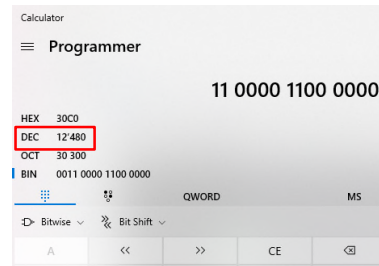 Calculator
Programmer
11 0000 1100 0000
HEX 30C0
DEC 12'480
OCT 30 300
BIN 0011 0000 1100 0000
QWORD MS
Bitwise Bit Shift
A << >> CE